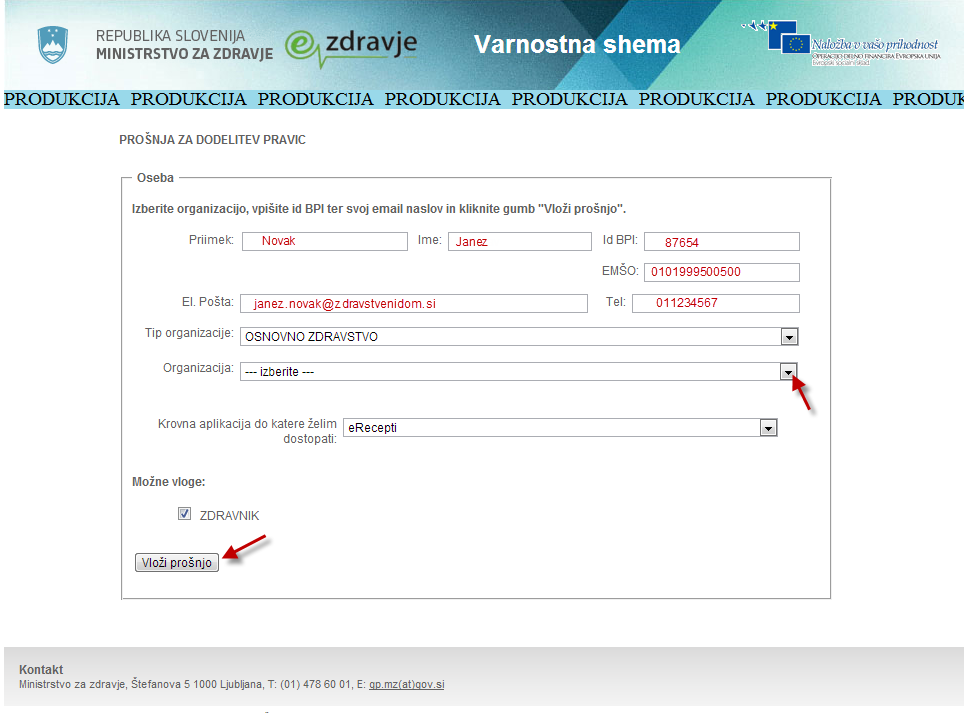 REPUBLIKA SLOVENIJA
MINISTRSTVO ZA ZDRAVJE
e zdravje
Varnostna shema
Naložba v vašo prihodnost
OPERACIJO DELNO FINANCIRA EVROPSKA UNIJA
Evropski socialni sklad
PRODUKCIJA PRODUKCIJA PRODUKCIJA PRODUKCIJA PRODUKCIJA PRODUKCIJA PRODUKCIJA PRODUK
PROŠNJA ZA DODELITEV PRAVIC
Oseba
Izberite organizacijo, vpišite id BPI ter svoj email naslov in kliknite gumb "Vloži prošnjo".
Priimek: Novak Ime: Janez Id BPI: 87654
EMŠO: 0101999500500
El. Pošta: janez.novak@zdravstvenidom.si Tel: 011234567
Tip organizacije: OSNOVNO ZDRAVSTVO
Organizacija: --- izberite ---
Krovna aplikacija do katere želim
dostopati: eRecepti
Možne vloge:
ZDRAVNIK
Vloži prošnjo
Kontakt
Ministrstvo za zdravje, Štefanova 5 1000 Ljubljana, T: (01) 478 60 01, E: gp.mz(at)gov.si